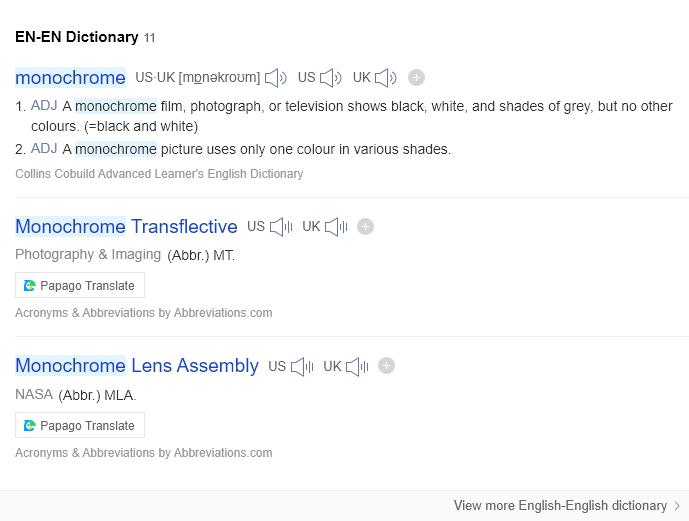 EN-EN Dictionary 11
monochrome US·UK [mɒnəkroʊm] US UK
1. ADJ A monochrome film, photograph, or television shows black, white, and shades of grey, but no other
colours. (=black and white)
2. ADJ A monochrome picture uses only one colour in various shades.
Collins Cobuild Advanced Learner's English Dictionary
Monochrome Transflective US UK
Photography & Imaging (Abbr.) MT.
Papago Translate
Acronyms & Abbreviations by Abbreviations.com
Monochrome Lens Assembly US UK
NASA (Abbr.) MLA.
Papago Translate
Acronyms & Abbreviations by Abbreviations.com
View more English-English dictionary